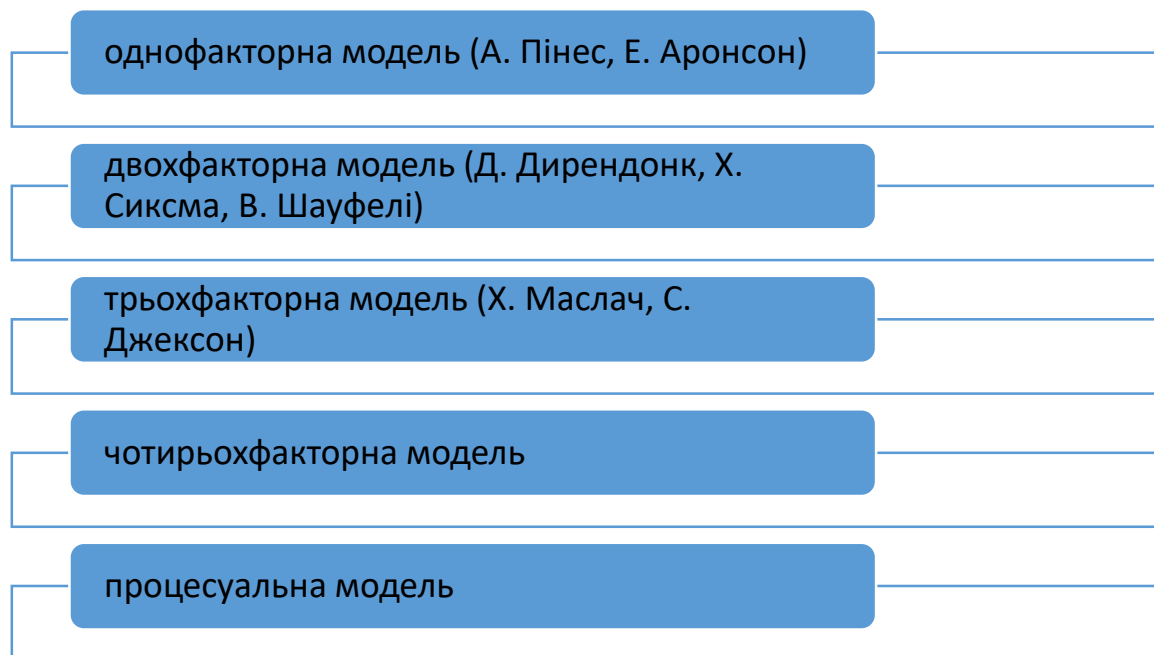 однофакторна модель (А. Пінес, Е. Аронсон)
двохфакторна модель (Д. Дирендонк, Х.
Сиксма, В. Шауфелі)
трьохфакторна модель (Х. Маслач, С.
Джексон)
чотирьохфакторна модель
процесуальна модель